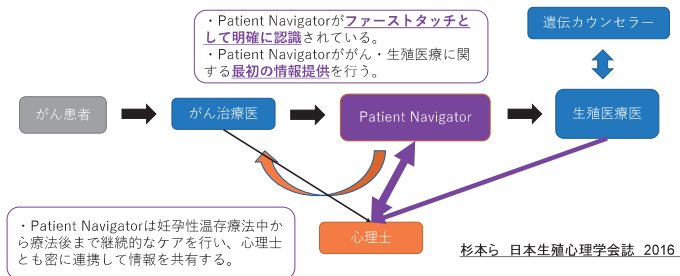 ・Patient Navigatorがファーストタッチと
して明確に認識されている。
・Patient Navigatorががん・生殖医療に関
する最初の情報提供を行う。
遺伝カウンセラー
がん患者
がん治療医
Patient Navigator
生殖医療医
・Patient Navigatorは妊孕性温存療法中か
ら療法後まで継続的なケアを行い、心理士
とも密に連携して情報を共有する。
心理士
杉本ら 日本生殖心理学会誌 2016